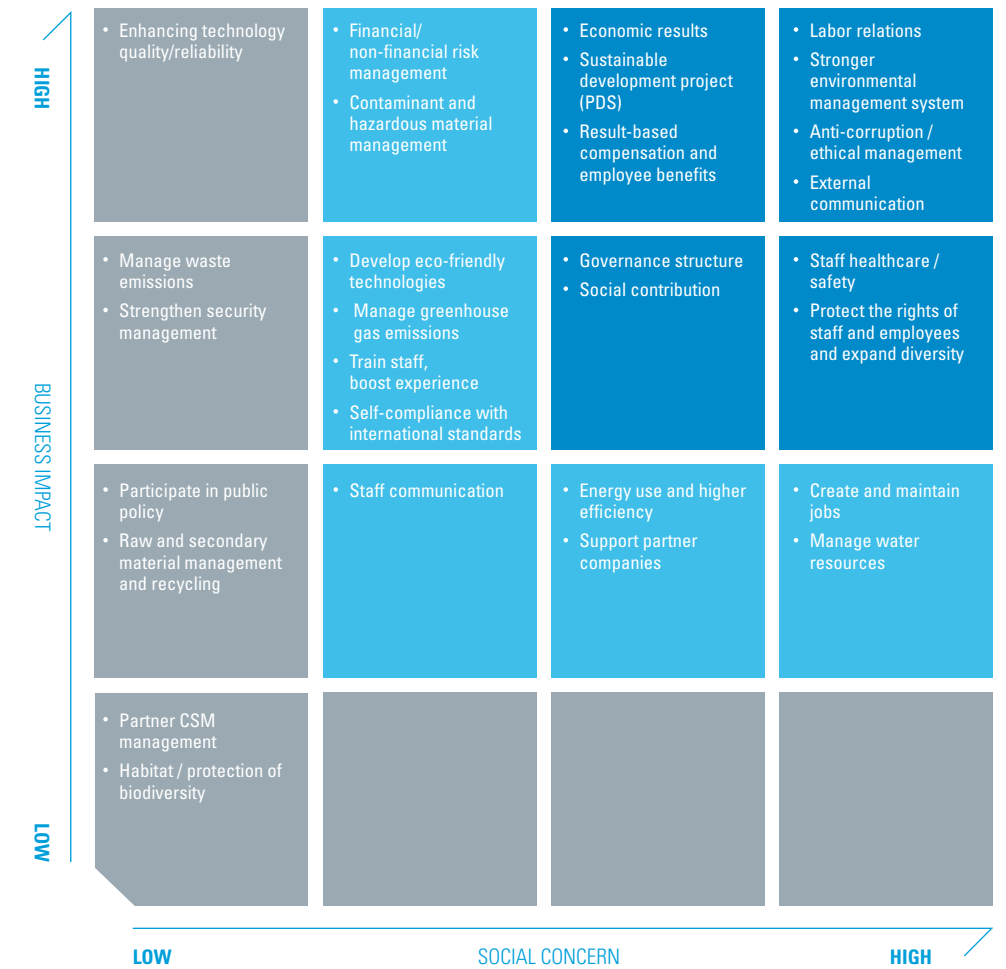 HIGH
BUSINESS IMPACT
LOW
• Enhancing technology
quality/reliability
• Financial/
non-financial risk
management
• Contaminant and
hazardous material
management
• Economic results
• Sustainable
development project
(PDS)
• Result-based
compensation and
employee benefits
• Labor relations
• Stronger
environmental
management system
• Anti-corruption /
ethical management
• External
communication
• Manage waste
emissions
• Strengthen security
management
• Develop eco-friendly
technologies
• Manage greenhouse
gas emissions
• Train staff,
boost experience
• Self-compliance with
international standards
• Governance structure
• Social contribution
• Staff healthcare /
safety
• Protect the rights of
staff and employees
and expand diversity
• Participate in public
policy
• Raw and secondary
material management
and recycling
• Staff communication
• Energy use and higher
efficiency
• Support partner
companies
• Create and maintain
jobs
• Manage water
resources
• Partner CSM
management
• Habitat / protection of
biodiversity
LOW
SOCIAL CONCERN
HIGH